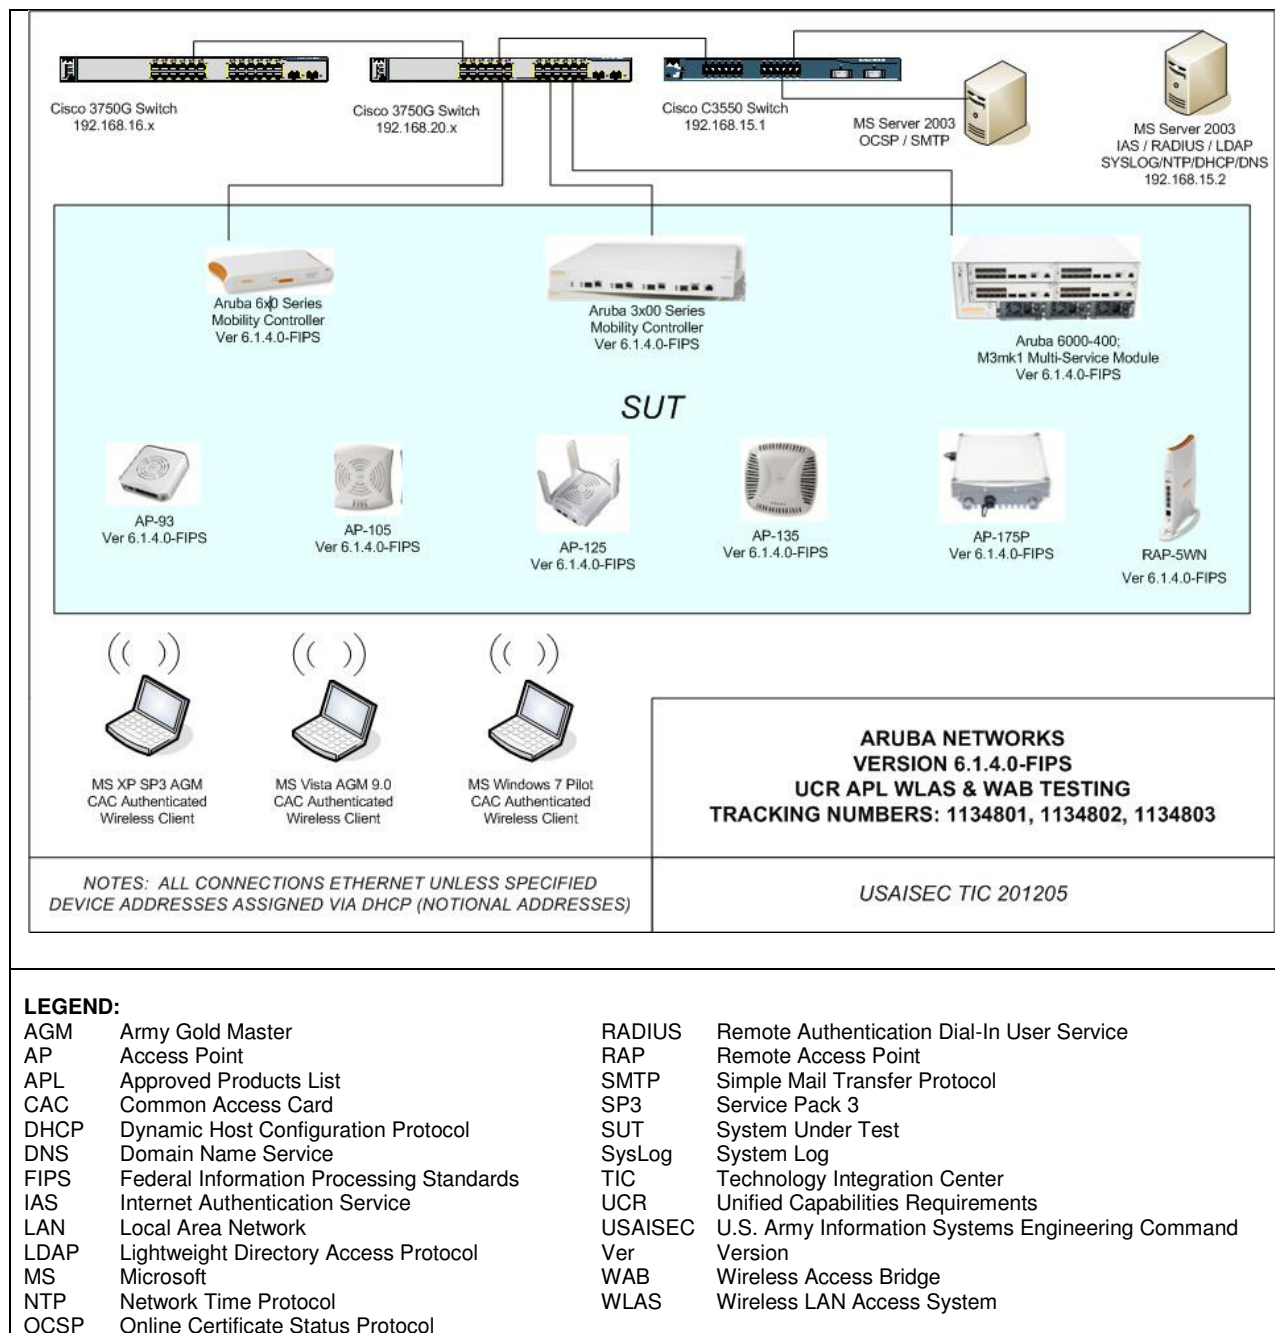 Cisco 3750G Switch
192.168.16.x
Cisco 3750G Switch
192.168.20.x
Cisco C3550 Switch
192.168.15.1
MS Server 2003
OCSP / SMTP
MS Server 2003
IAS / RADIUS / LDAP
SYSLOG/NTP/DHCP/DNS
192.168.15.2
Aruba 6x0 Series
Mobility Controller
Ver 6.1.4.0-FIPS
Aruba 3x00 Series
Mobility Controller
Ver 6.1.4.0-FIPS
Aruba 6000-400;
M3mk1 Multi-Service Module
Ver 6.1.4.0-FIPS
SUT
AP-93
Ver 6.1.4.0-FIPS
AP-105
Ver 6.1.4.0-FIPS
AP-125
Ver 6.1.4.0-FIPS
AP-135
Ver 6.1.4.0-FIPS
AP-175P
Ver 6.1.4.0-FIPS
RAP-5WN
Ver 6.1.4.0-FIPS
MS XP SP3 AGM
CAC Authenticated
Wireless Client
MS Vista AGM 9.0
CAC Authenticated
Wireless Client
MS Windows 7 Pilot
CAC Authenticated
Wireless Client
ARUBA NETWORKS
VERSION 6.1.4.0-FIPS
UCR APL WLAS & WAB TESTING
TRACKING NUMBERS: 1134801, 1134802, 1134803
NOTES: ALL CONNECTIONS ETHERNET UNLESS SPECIFIED
DEVICE ADDRESSES ASSIGNED VIA DHCP (NOTIONAL ADDRESSES)
USAISEC TIC 201205
LEGEND:
AGM Army Gold Master
AP Access Point
APL Approved Products List
CAC Common Access Card
DHCP Dynamic Host Configuration Protocol
DNS Domain Name Service
FIPS Federal Information Processing Standards
IAS Internet Authentication Service
LAN Local Area Network
LDAP Lightweight Directory Access Protocol
MS Microsoft
NTP Network Time Protocol
OCSP Online Certificate Status Protocol
RADIUS Remote Authentication Dial-In User Service
RAP Remote Access Point
SMTP Simple Mail Transfer Protocol
SP3 Service Pack 3
SUT System Under Test
SysLog System Log
TIC Technology Integration Center
UCR Unified Capabilities Requirements
USAISEC U.S. Army Information Systems Engineering Command
Ver Version
WAB Wireless Access Bridge
WLAS Wireless LAN Access System